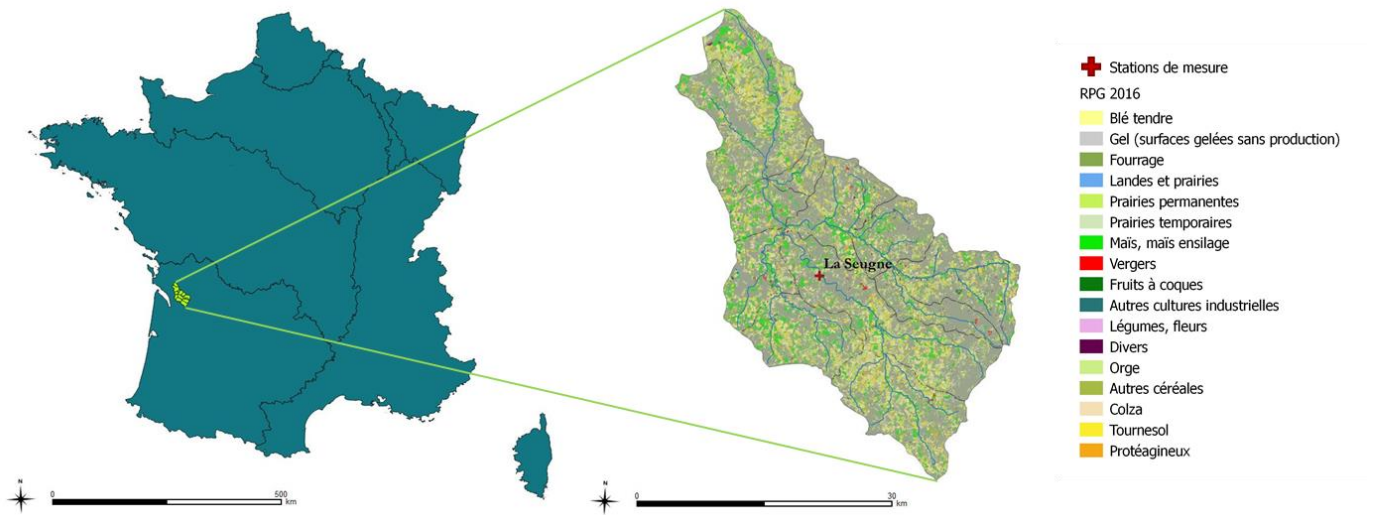 La Seugne
Stations de mesure
RPG 2016
Blé tendre
Gel (surfaces gelées sans production)
Fourrage
Landes et prairies
Prairies permanentes
Prairies temporaires
Maïs, maïs ensilage
Vergers
Fruits à coques
Autres cultures industrielles
Légumes, fleurs
Divers
Orge
Autres céréales
Colza
Tournesol
Protéagineux
N
0 500
km
N
0 30
km